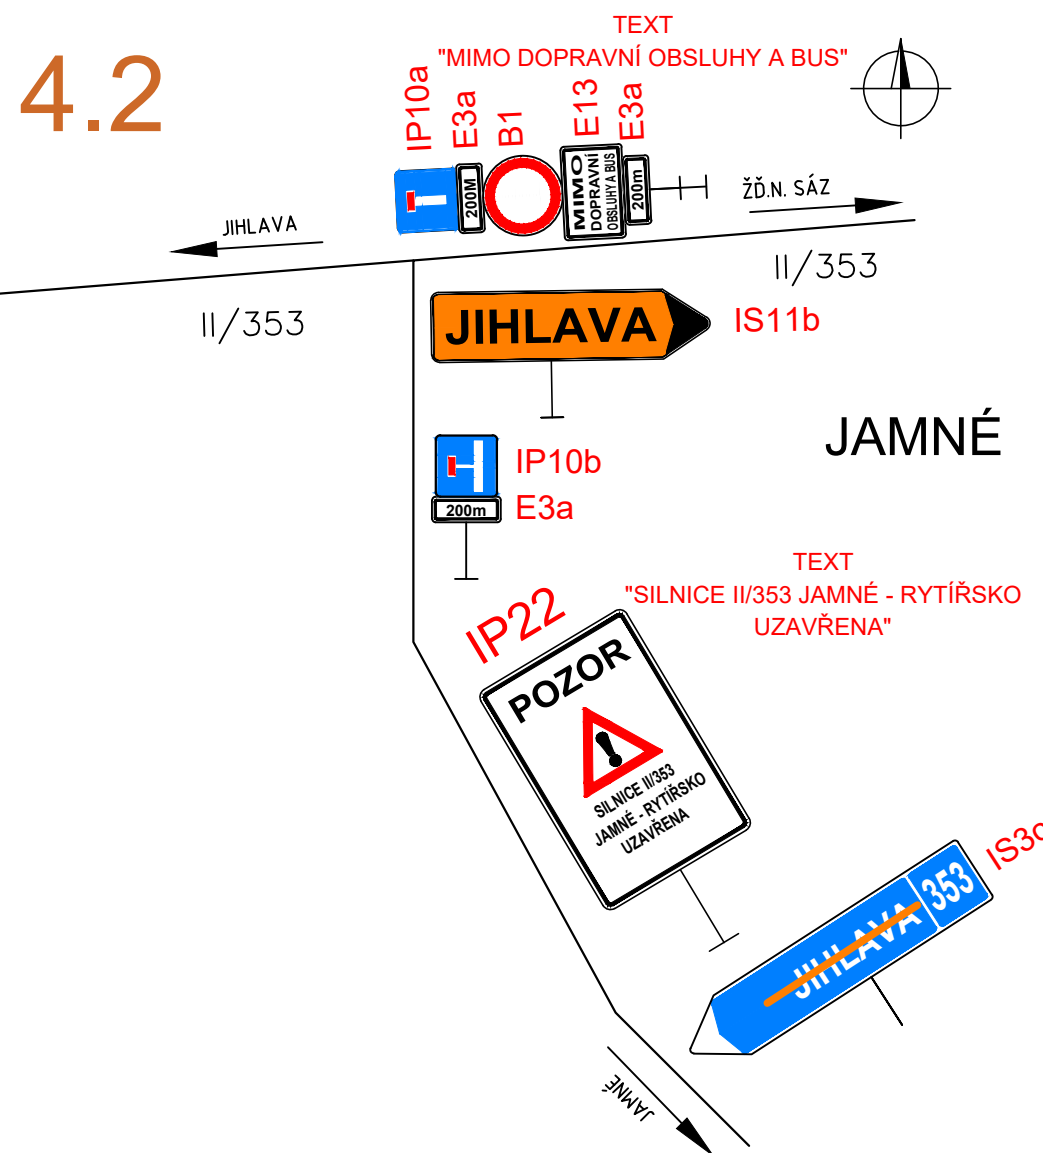 4.2
TEXT
"MIMO DOPRAVNÍ OBSLUHY A BUS"
IP10a
E3a
B1
E13
E3a
200M
MIMO
DOPRAVNÍ
OBSLUHY A BUS
200m
JIHLAVA
ŽĎ.N. SÁZ
II/353
II/353
JIHLAVA
IS11b
JAMNÉ
IP10b
200m
E3a
TEXT
"SILNICE II/353 JAMNÉ - RYTÍŘSKO
UZAVŘENA"
IP22
POZOR
SILNICE II/353
JAMNÉ - RYTÍŘSKO
UZAVŘENA
JIHLAVA 353
JAMNÉ